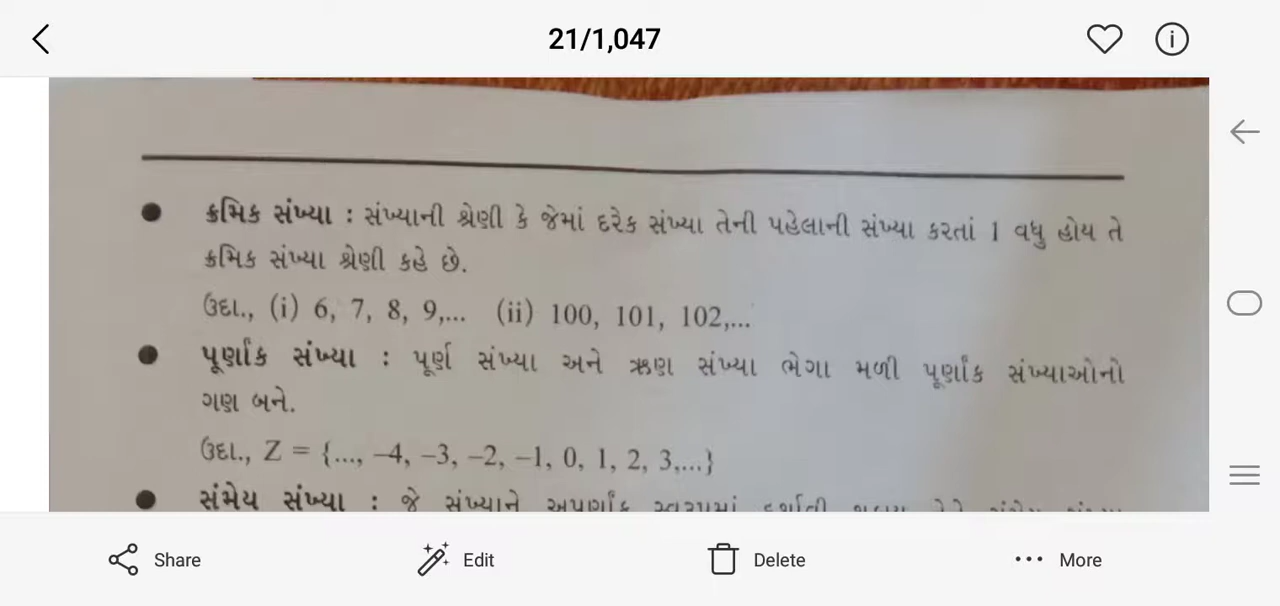 21/1,047
ક્રમિક સંખ્યા : સંખ્યાની શ્રેણી કે જેમાં દરેક સંખ્યા તેની પહેલાની સંખ્યા કરતાં 1 વધુ હોય તે
ક્રમિક સંખ્યા શ્રેણી કહે છે.
ઉદા., (i) 6, 7, 8, 9,... (ii) 100, 101, 102,...
પૂર્ણાંક સંખ્યા : પૂર્ણ સંખ્યા અને ઋણ સંખ્યા ભેગા મળી પૂર્ણાંક સંખ્યાઓનો
ગણ બને.
ઉદા., Z = {..., –4, –3, –2, –1, 0, 1, 2, 3,...}
સંમેય સંખ્યા : જે સંખ્યાને
Share Edit Delete More